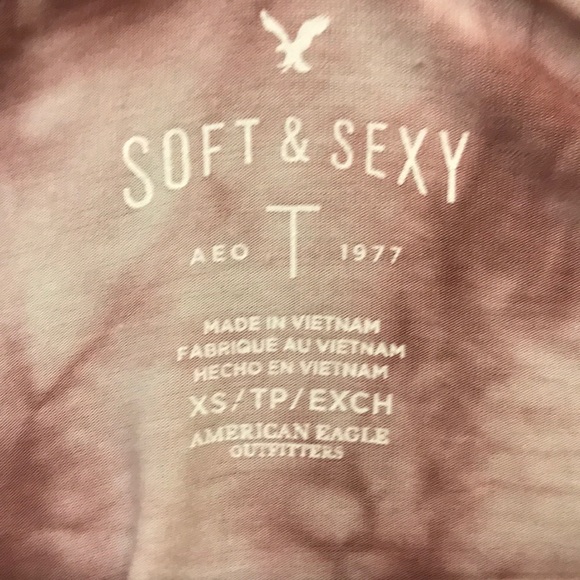 SOFT & SEXY
T
AEO 1977
MADE IN VIETNAM
FABRIQUE AU VIETNAM
HECHO EN VIETNAM
XS/TP/EXCH
AMERICAN EAGLE
OUTFITTERS